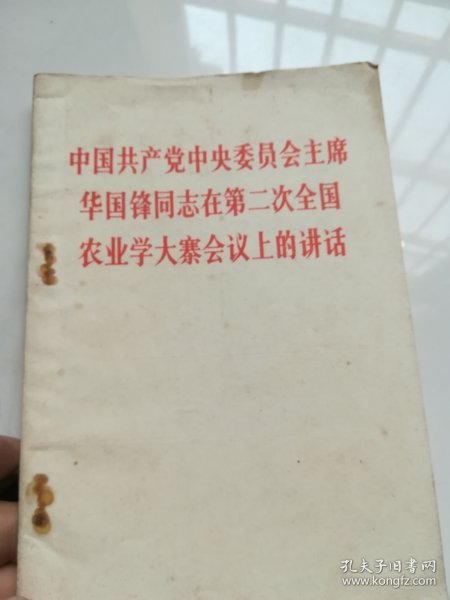 中国共产党中央委员会主席
华国锋同志在第二次全国
农业学大寨会议上的讲话
孔夫子旧书网
www.kongfz.com